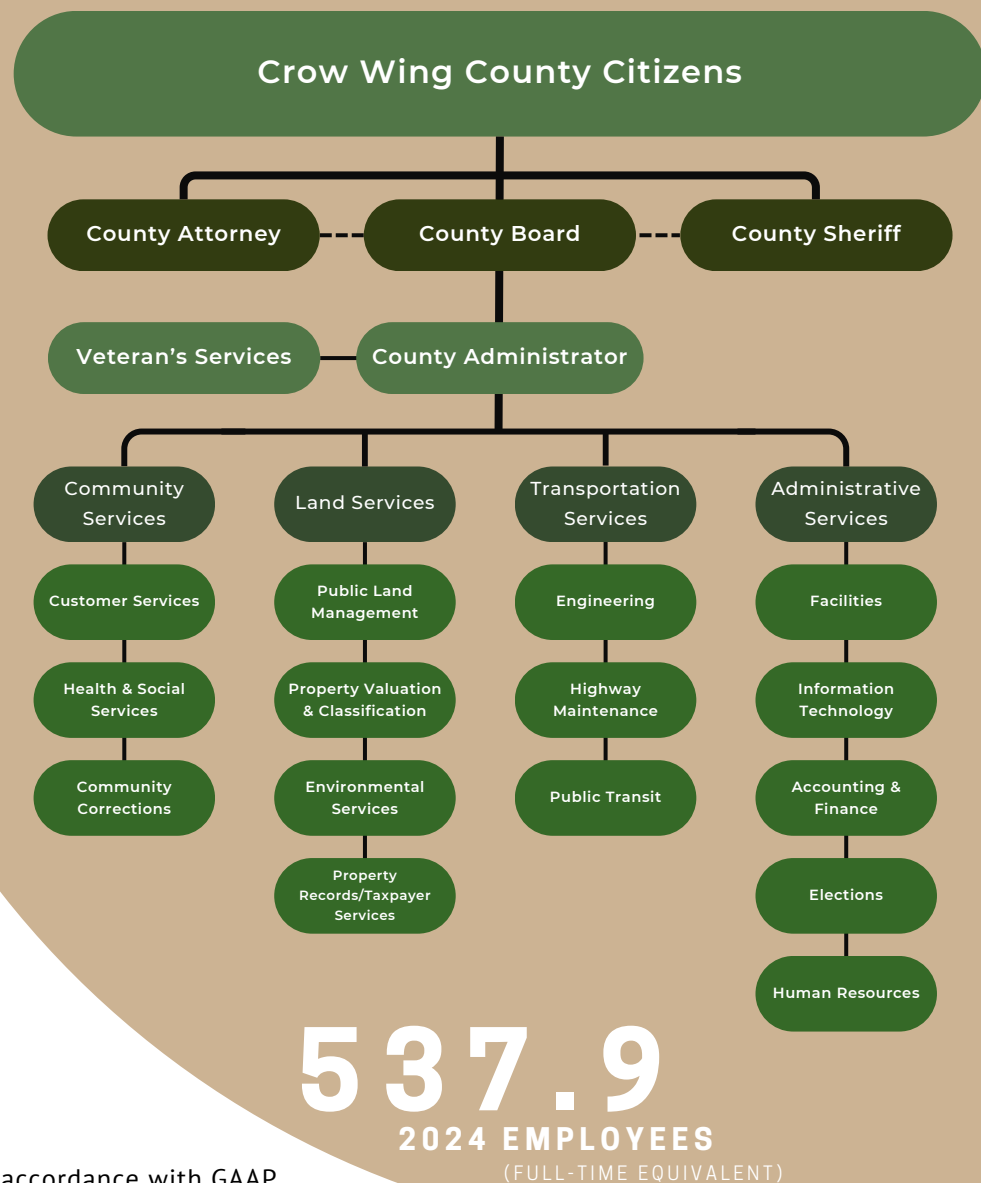 Crow Wing County Citizens
County Attorney
County Board
County Sheriff
Veteran’s Services
County Administrator
Community
Services
Land Services
Transportation
Services
Administrative
Services
Customer Services
Public Land
Management
Engineering
Facilities
Health & Social
Services
Property Valuation
& Classification
Highway
Maintenance
Information
Technology
Community
Corrections
Environmental
Services
Public Transit
Accounting &
Finance
Property
Records/Taxpayer
Services
Elections
Human Resources
537.9
2024 EMPLOYEES
(FULL-TIME EQUIVALENT)
accordance with GAAP